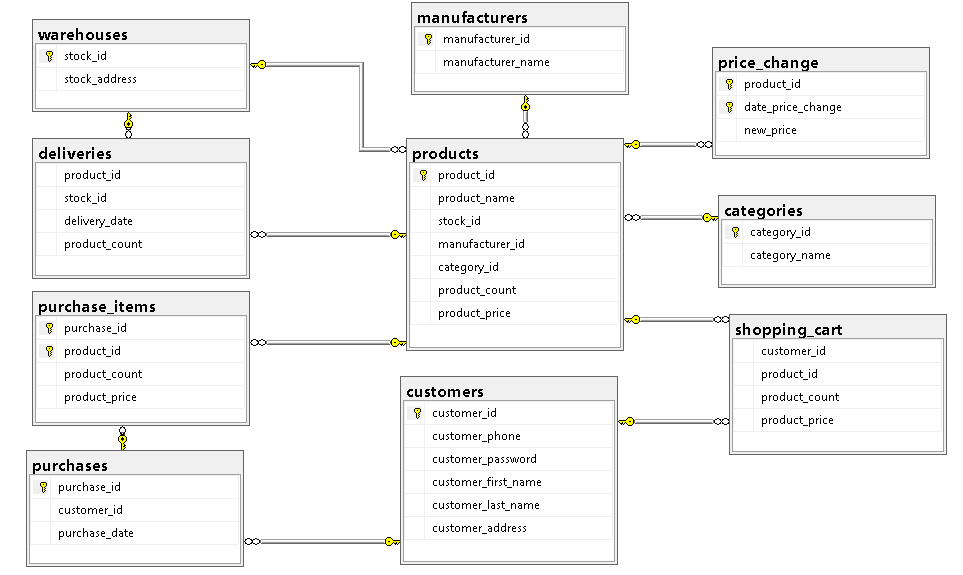 warehouses
stock_id
stock_address
manufacturers
manufacturer_id
manufacturer_name
price_change
product_id
date_price_change
new_price
deliveries
product_id
stock_id
delivery_date
product_count
products
product_id
product_name
stock_id
manufacturer_id
category_id
product_count
product_price
categories
category_id
category_name
purchase_items
purchase_id
product_id
product_count
product_price
shopping_cart
customer_id
product_id
product_count
product_price
customers
customer_id
customer_phone
customer_password
customer_first_name
customer_last_name
customer_address
purchases
purchase_id
customer_id
purchase_date